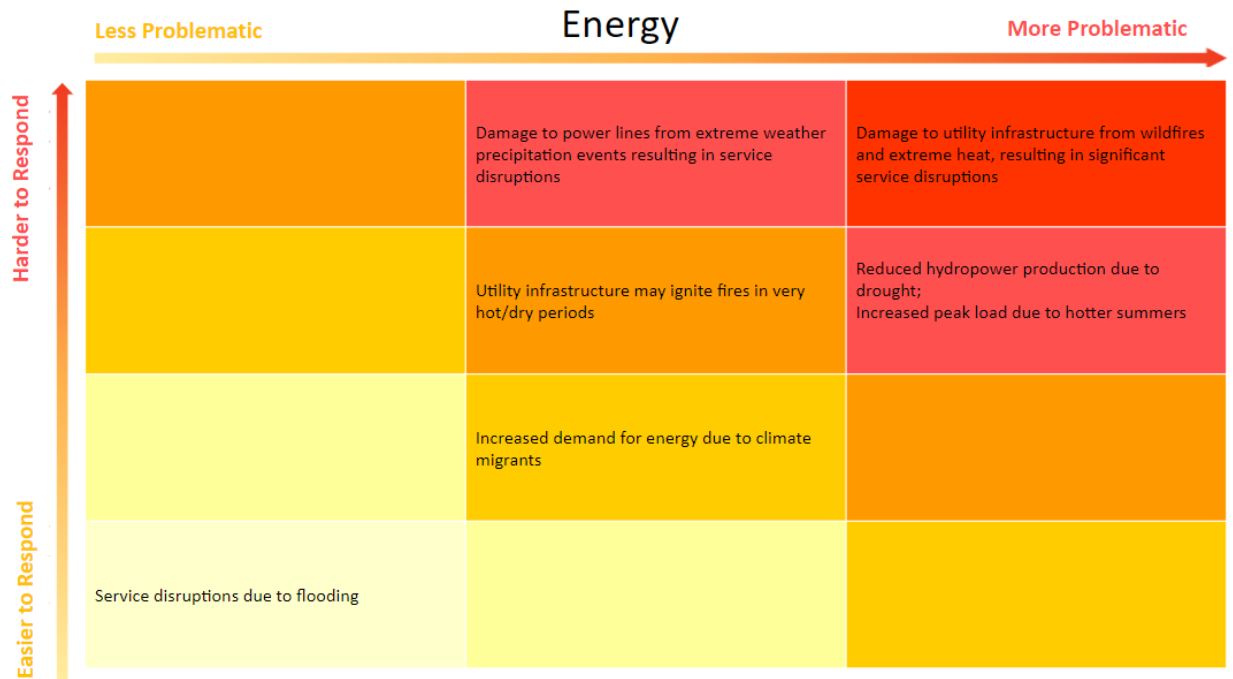 Energy
Less Problematic
More Problematic
Harder to Respond
Easier to Respond
Damage to power lines from extreme weather
precipitation events resulting in service
disruptions
Damage to utility infrastructure from wildfires
and extreme heat, resulting in significant
service disruptions
Utility infrastructure may ignite fires in very
hot/dry periods
Reduced hydropower production due to
drought;
Increased peak load due to hotter summers
Increased demand for energy due to climate
migrants
Service disruptions due to flooding